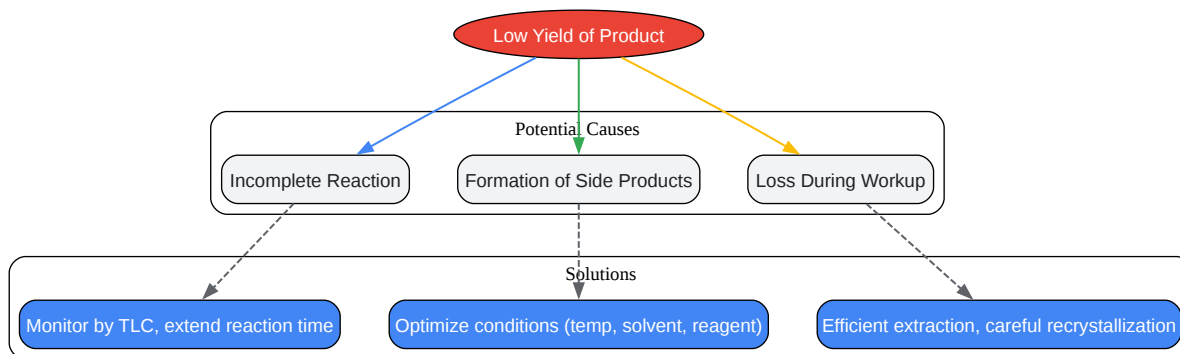 Low Yield of Product
Potential Causes
Incomplete Reaction
Formation of Side Products
Loss During Workup
Solutions
Monitor by TLC, extend reaction time
Optimize conditions (temp, solvent, reagent)
Efficient extraction, careful recrystallization